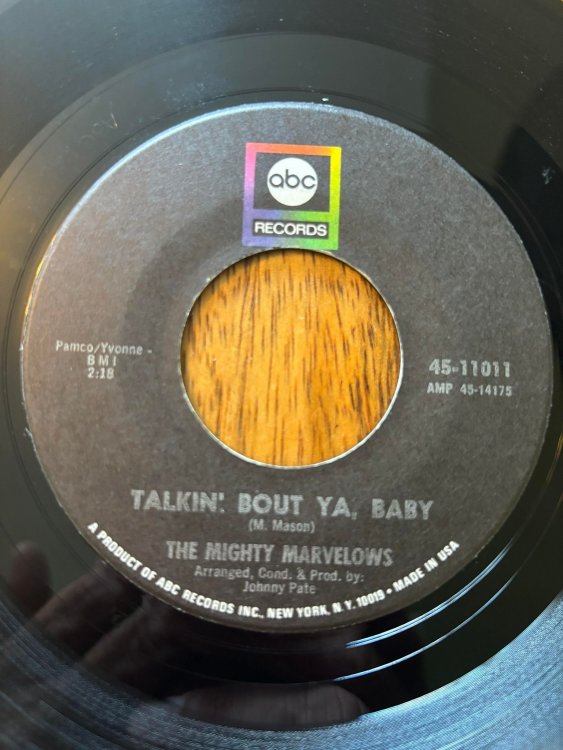 abc
RECORDS
Pamco/Yvonne -
BMI
2:18
45-11011
AMP 45-14175
TALKIN' BOUT YA, BABY
(M. Mason)
THE MIGHTY MARVELOWS
Arranged, Cond. & Prod. by:
Johnny Pate
A PRODUCT OF ABC RECORDS INC., NEW YORK, N.Y. 10019 • MADE IN USA